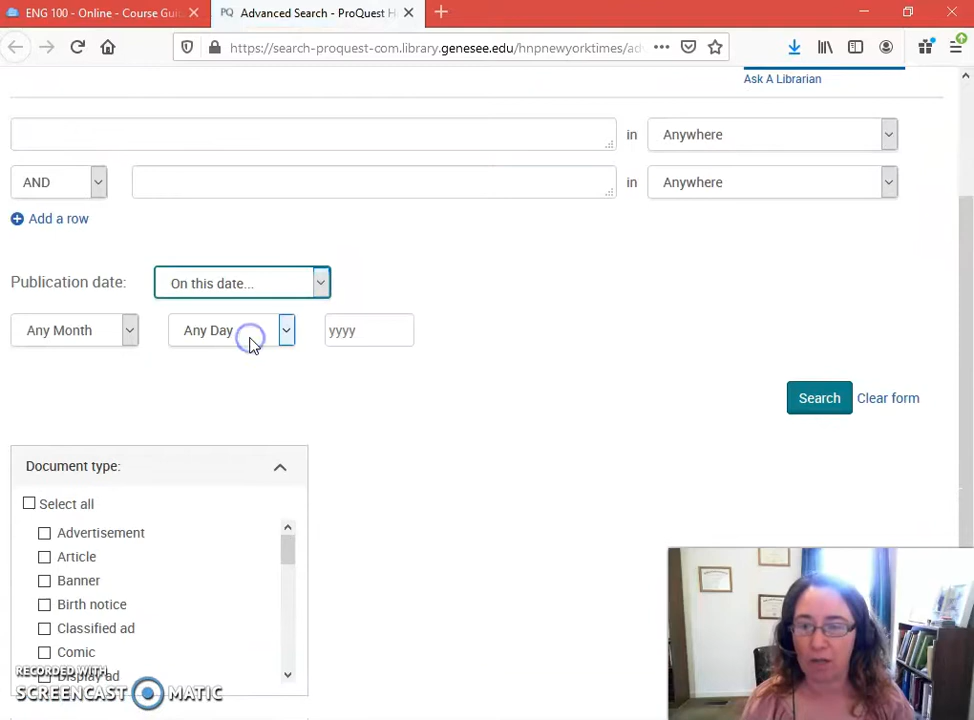 ENG 100 - Online - Course Gui
PQ Advanced Search - ProQuest H
https://search-proquest-com.library.genesee.edu/hnpnewyorktimes/ad
Ask A Librarian
in Anywhere
AND in Anywhere
Add a row
Publication date: On this date...
Any Month Any Day yyyy
Search Clear form
Document type:
Select all
Advertisement
Article
Banner
Birth notice
Classified ad
Comic
Display ad
RECORDED WITH
SCREENCAST MATIC